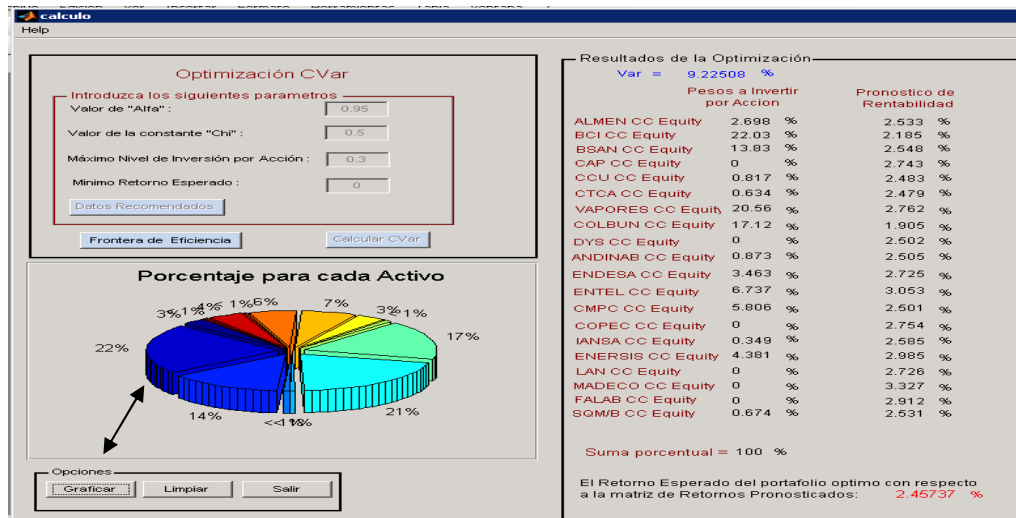 calculo
Help
Optimización CVar
Introduzca los siguientes parametros
Valor de "Alfa" : 0.95
Valor de la constante "Chi" : 0.5
Máximo Nivel de Inversión por Acción : 0.3
Minimo Retorno Esperado : 0
Datos Recomendados
Frontera de Eficiencia Calcular CVar
Porcentaje para cada Activo
3% 1% 4% < 1% 6% 7% 3% 1%
17%
22%
14% 21%
Opciones
Graficar Limpiar Salir
Resultados de la Optimización
Var = 9.22508 %
Pesos a Invertir Pronostico de
por Accion Rentabilidad
ALMEN CC Equity 2.698 % 2.533 %
BCI CC Equity 22.03 % 2.185 %
BSAN CC Equity 13.83 % 2.548 %
CAP CC Equity 0 % 2.743 %
CCU CC Equity 0.817 % 2.483 %
CTCA CC Equity 0.634 % 2.479 %
VAPORES CC Equity 20.56 % 2.762 %
COLBUN CC Equity 17.12 % 1.905 %
DYS CC Equity 0 % 2.502 %
ANDINAB CC Equity 0.873 % 2.505 %
ENDESA CC Equity 3.463 % 2.725 %
ENTEL CC Equity 6.737 % 3.053 %
CMPC CC Equity 5.806 % 2.501 %
COPEC CC Equity 0 % 2.754 %
IANSA CC Equity 0.349 % 2.585 %
ENERSIS CC Equity 4.381 % 2.985 %
LAN CC Equity 0 % 2.726 %
MADECO CC Equity 0 % 3.327 %
FALAB CC Equity 0 % 2.912 %
SQM/B CC Equity 0.674 % 2.531 %
Suma porcentual = 100 %
El Retorno Esperado del portafolio optimo con respecto
a la matriz de Retornos Pronosticados: 2.45737 %